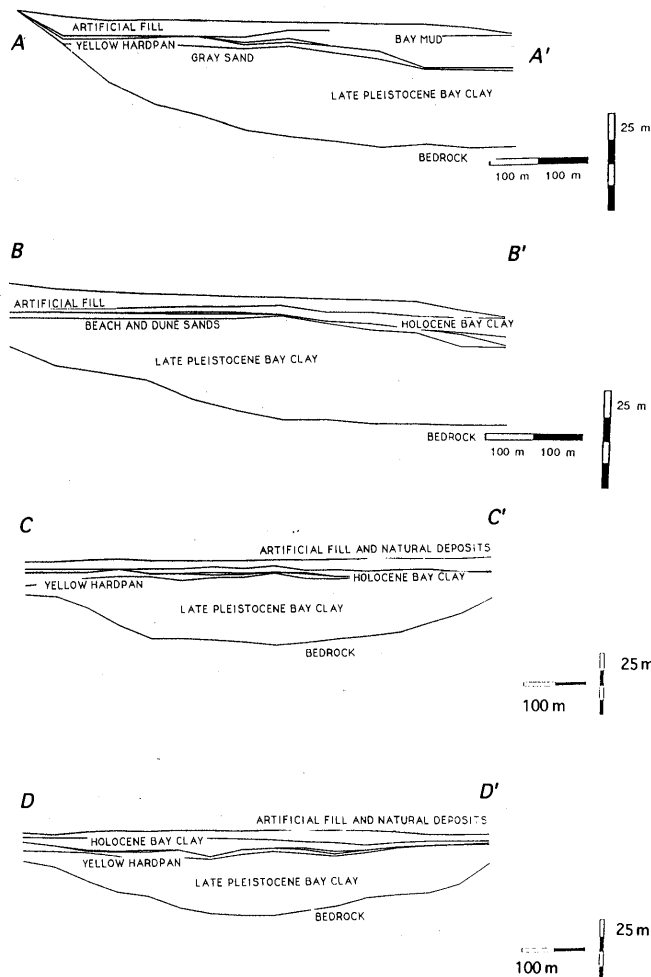 ARTIFICIAL FILL
A
YELLOW HARDPAN
BAY MUD
GRAY SAND
A'
LATE PLEISTOCENE BAY CLAY
25 m
BEDROCK
100 m 100 m
B
B'
ARTIFICIAL FILL
BEACH AND DUNE SANDS
HOLOCENE BAY CLAY
LATE PLEISTOCENE BAY CLAY
25 m
BEDROCK
100 m 100 m
C
C'
ARTIFICIAL FILL AND NATURAL DEPOSITS
HOLOCENE BAY CLAY
YELLOW HARDPAN
LATE PLEISTOCENE BAY CLAY
BEDROCK
25 m
100 m
D
D'
ARTIFICIAL FILL AND NATURAL DEPOSITS
HOLOCENE BAY CLAY
YELLOW HARDPAN
LATE PLEISTOCENE BAY CLAY
BEDROCK
25 m
100 m